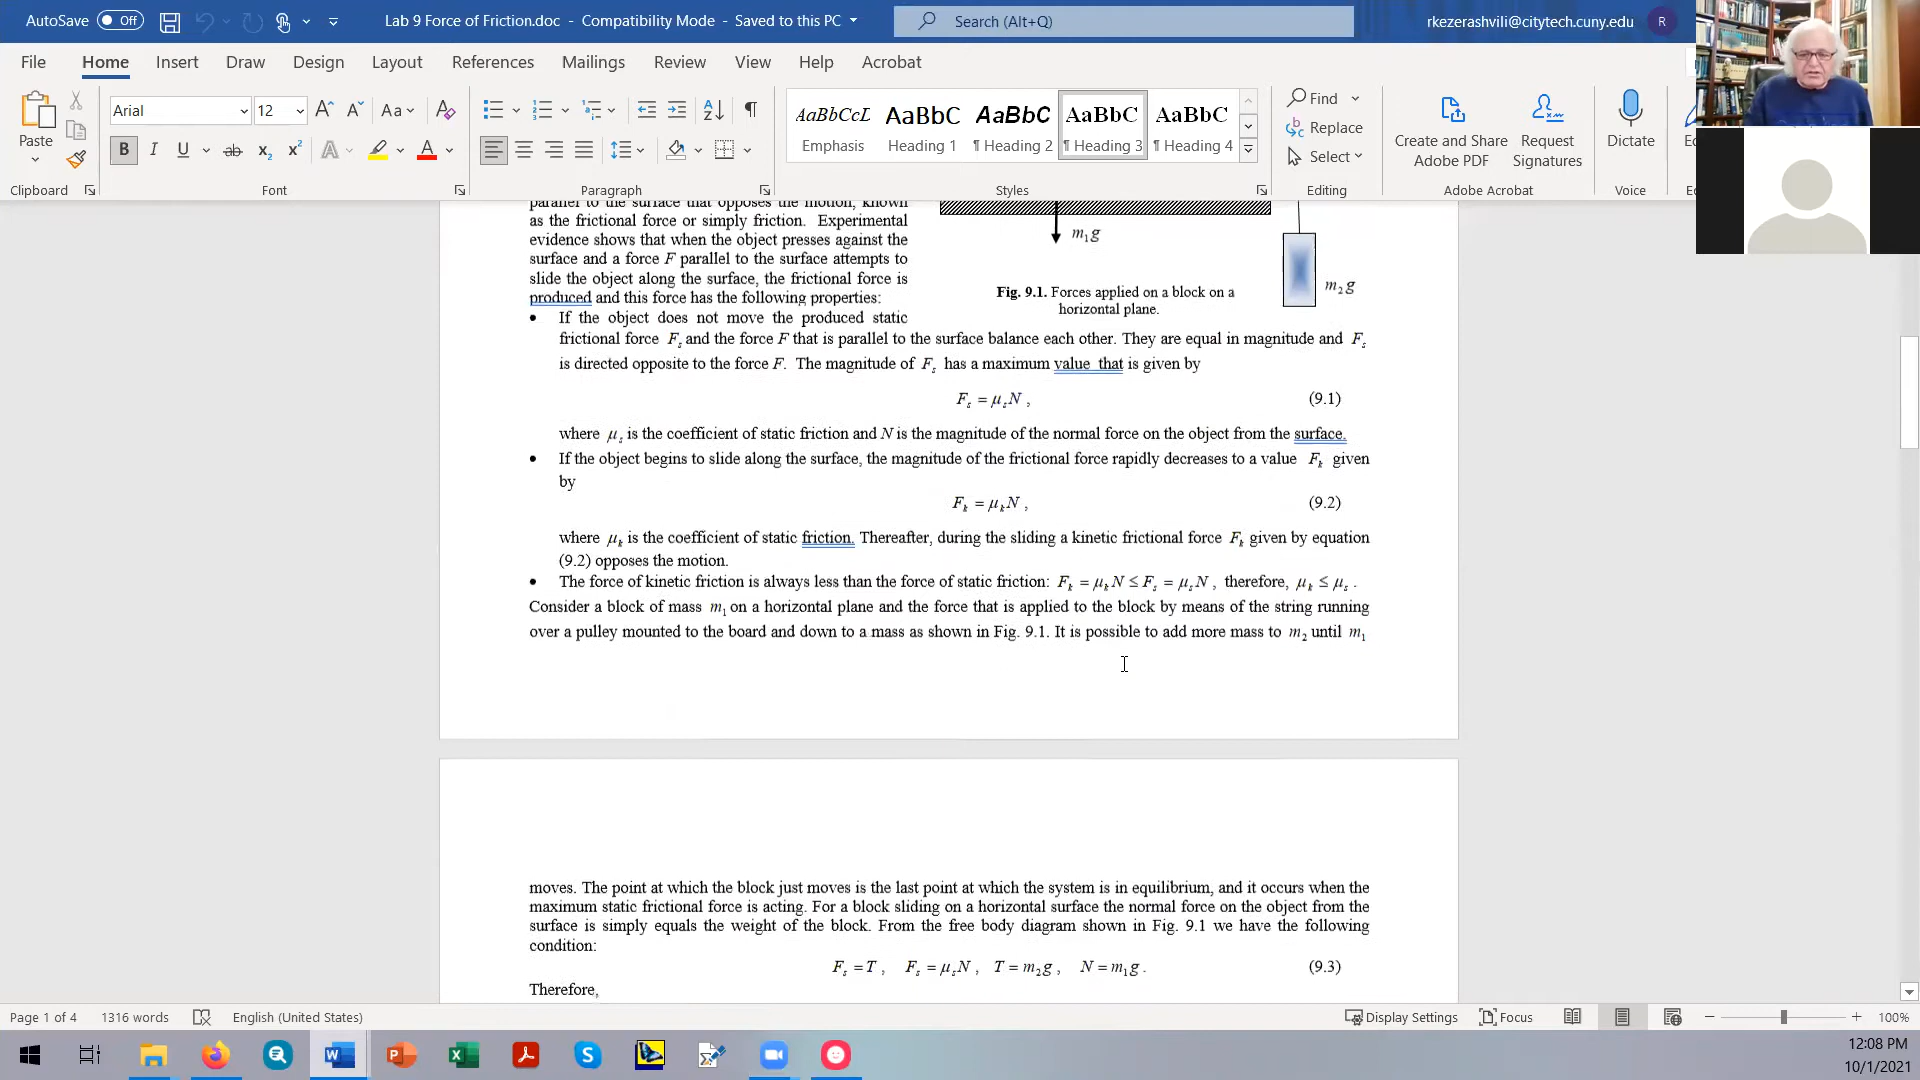 AutoSave Off
Lab 9 Force of Friction.doc - Compatibility Mode - Saved to this PC
Search (Alt+Q)
rkezerashvili@citytech.cuny.edu R
File Home Insert Draw Design Layout References Mailings Review View Help Acrobat
Paste
Clipboard
Arial 12
Font
Paragraph
AaBbCcL AaBbC AaBbC AaBbC AaBbC
Emphasis Heading 1 ¶ Heading 2 ¶ Heading 3 ¶ Heading 4
Styles
Find
Replace
Select
Editing
Create and Share Adobe PDF
Request Signatures
Adobe Acrobat
Dictate
Voice
parallel to the surface that opposes the motion, known
as the frictional force or simply friction. Experimental
evidence shows that when the object presses against the
surface and a force F parallel to the surface attempts to
slide the object along the surface, the frictional force is
produced and this force has the following properties:
m₁g
m₂g
Fig. 9.1. Forces applied on a block on a
horizontal plane.
• If the object does not move the produced static
frictional force Fₛ and the force F that is parallel to the surface balance each other. They are equal in magnitude and Fₛ
is directed opposite to the force F. The magnitude of Fₛ has a maximum value that is given by
Fₛ = μₛN , (9.1)
where μₛ is the coefficient of static friction and N is the magnitude of the normal force on the object from the surface.
• If the object begins to slide along the surface, the magnitude of the frictional force rapidly decreases to a value Fₖ given
by
Fₖ = μₖN , (9.2)
where μₖ is the coefficient of static friction. Thereafter, during the sliding a kinetic frictional force Fₖ given by equation
(9.2) opposes the motion.
• The force of kinetic friction is always less than the force of static friction: Fₖ = μₖN ≤ Fₛ = μₛN , therefore, μₖ ≤ μₛ .
Consider a block of mass m₁ on a horizontal plane and the force that is applied to the block by means of the string running
over a pulley mounted to the board and down to a mass as shown in Fig. 9.1. It is possible to add more mass to m₂ until m₁
moves. The point at which the block just moves is the last point at which the system is in equilibrium, and it occurs when the
maximum static frictional force is acting. For a block sliding on a horizontal surface the normal force on the object from the
surface is simply equals the weight of the block. From the free body diagram shown in Fig. 9.1 we have the following
condition:
Fₛ = T , Fₛ = μₛN , T = m₂g , N = m₁g . (9.3)
Therefore,
Page 1 of 4 1316 words English (United States) Display Settings Focus 100%
12:08 PM
10/1/2021